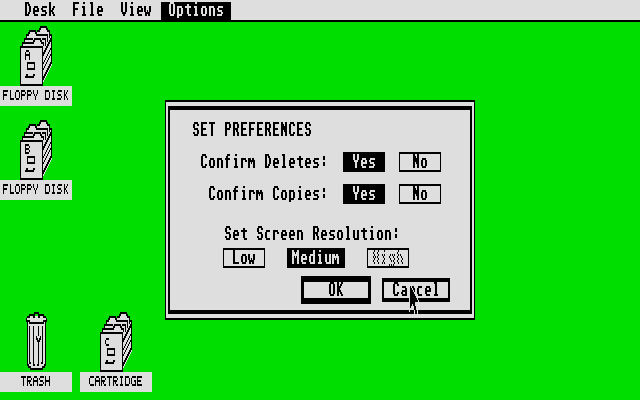 Desk File View Options
A
FLOPPY DISK
SET PREFERENCES
Confirm Deletes: Yes No
B
FLOPPY DISK
Confirm Copies: Yes No
Set Screen Resolution:
Low Medium High
OK Cancel
C
TRASH CARTRIDGE